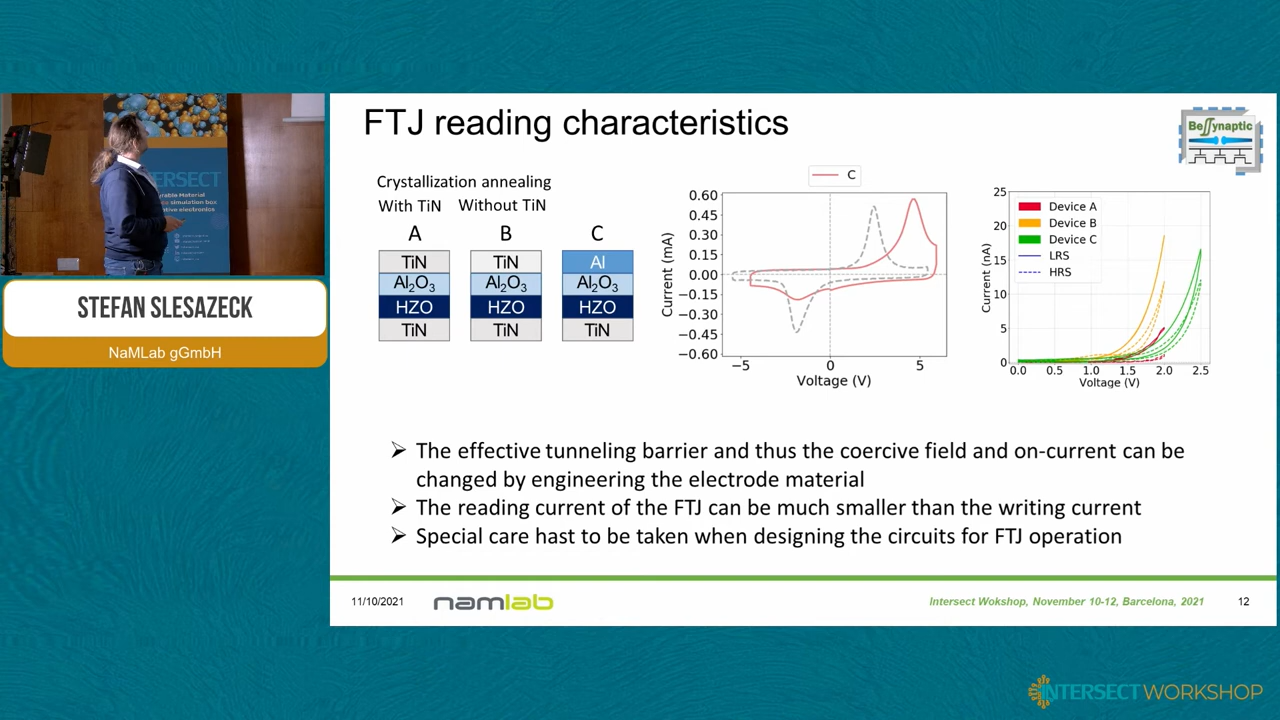 FTJ reading characteristics
Be∫∫ynaptic
Crystallization annealing
With TiN Without TiN
A B C
TiN TiN Al
Al2O3 Al2O3 Al2O3
HZO HZO HZO
TiN TiN TiN
C
Current (mA)
0.60
0.45
0.30
0.15
0.00
−0.15
−0.30
−0.45
−0.60
−5 0 5
Voltage (V)
Current (nA)
25
20
15
10
5
0
Device A
Device B
Device C
LRS
HRS
0.0 0.5 1.0 1.5 2.0 2.5
Voltage (V)
ERSECT
STEFAN SLESAZECK
NaMLab gGmbH
➢ The effective tunneling barrier and thus the coercive field and on-current can be
changed by engineering the electrode material
➢ The reading current of the FTJ can be much smaller than the writing current
➢ Special care hast to be taken when designing the circuits for FTJ operation
11/10/2021
namlab
Intersect Wokshop, November 10-12, Barcelona, 2021
12
INTERSECT WORKSHOP